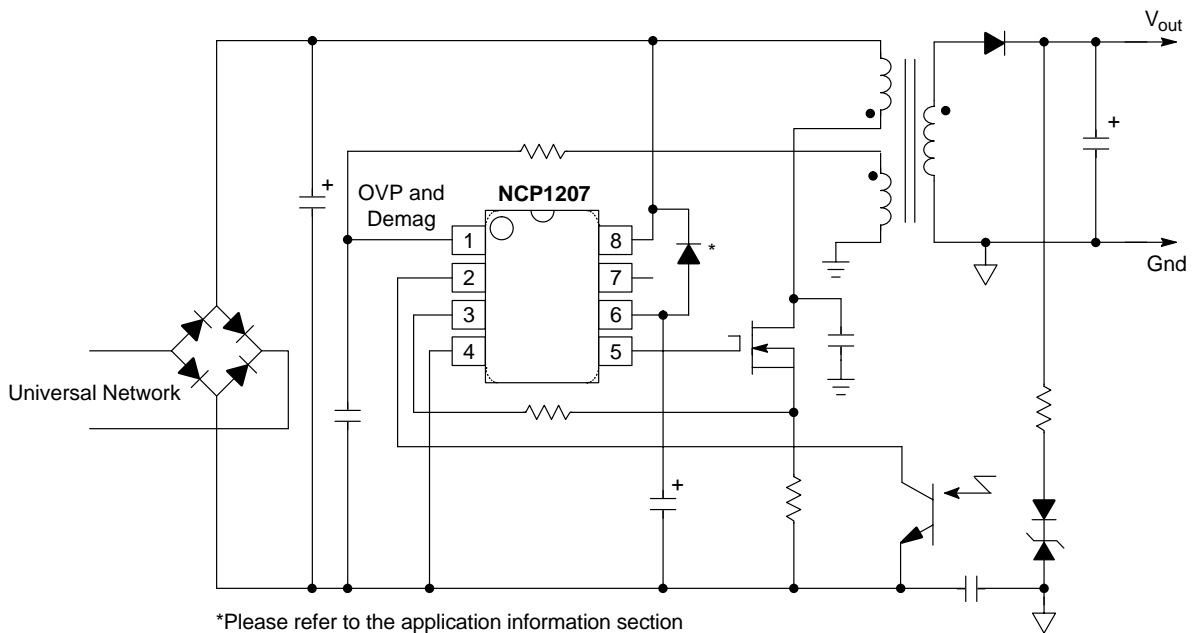 Vout
+
+
OVP and
Demag
NCP1207
1
8
*
2
7
3
6
4
5
Gnd
Universal Network
+
*Please refer to the application information section